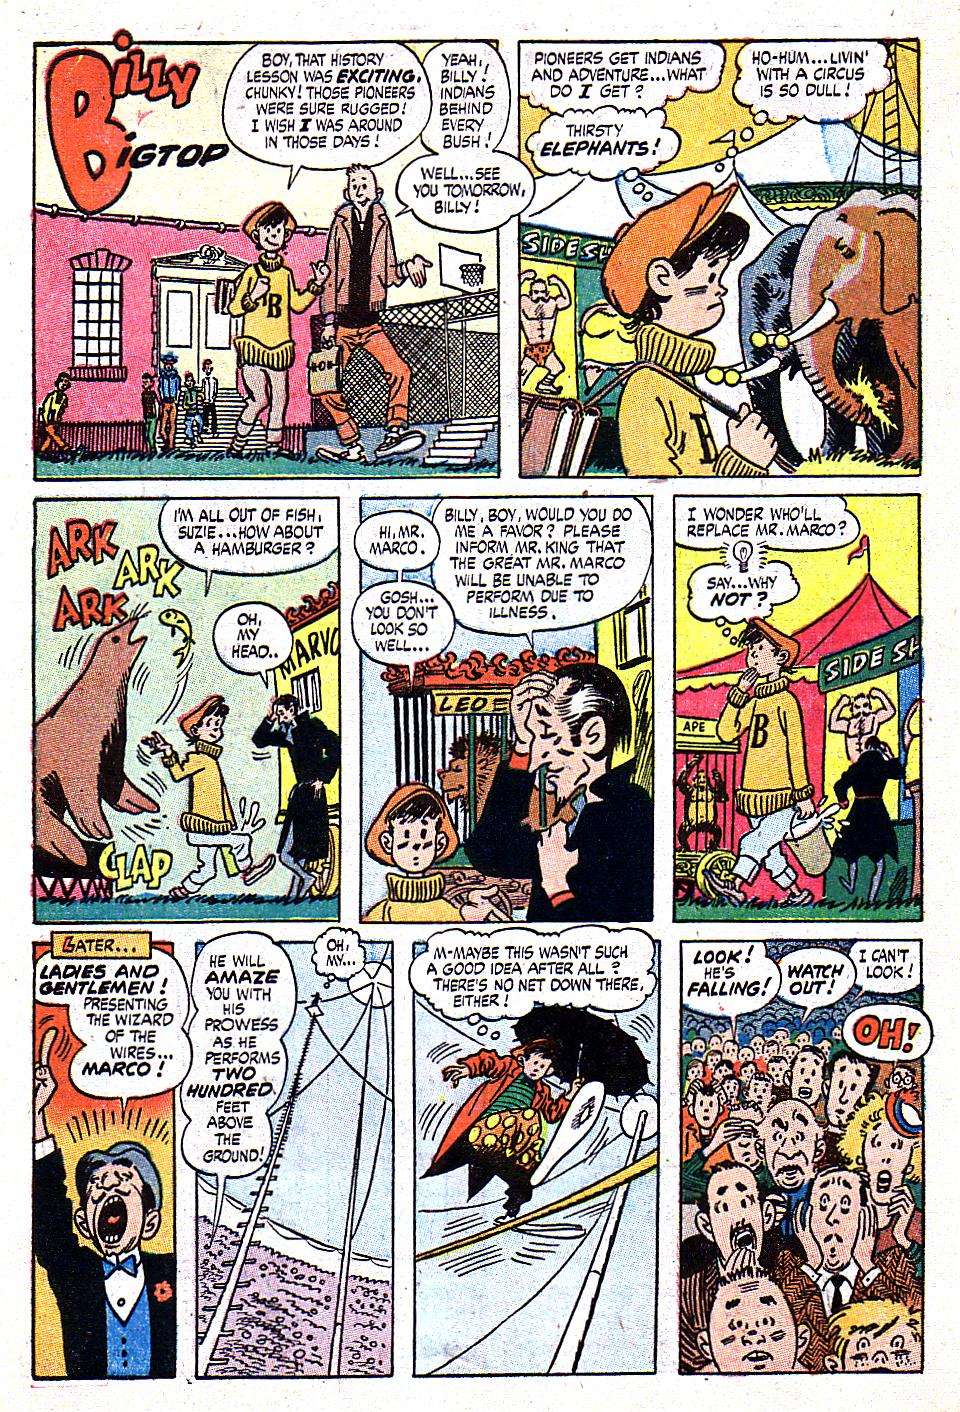 BILLY
BIGTOP
BOY, THAT HISTORY
LESSON WAS EXCITING,
CHUNKY! THOSE PIONEERS
WERE SURE RUGGED!
I WISH I WAS AROUND
IN THOSE DAYS!
YEAH,
BILLY!
INDIANS
BEHIND
EVERY
BUSH!
WELL...SEE
YOU TOMORROW,
BILLY!
B
PIONEERS GET INDIANS
AND ADVENTURE...WHAT
DO I GET?
THIRSTY
ELEPHANTS!
HO-HUM...LIVIN'
WITH A CIRCUS
IS SO DULL!
SIDE SH
B
ARK
ARK
ARK
I'M ALL OUT OF FISH,
SUZIE...HOW ABOUT
A HAMBURGER?
OH,
MY
HEAD..
MARVO
CLAP
HI, MR.
MARCO.
GOSH...
YOU DON'T
LOOK SO
WELL...
BILLY, BOY, WOULD YOU DO
ME A FAVOR? PLEASE
INFORM MR. KING THAT
THE GREAT MR. MARCO
WILL BE UNABLE TO
PERFORM DUE TO
ILLNESS.
LEO
I WONDER WHO'LL
REPLACE MR. MARCO?
SAY...WHY
NOT?
SIDE SH
APE
B
LATER...
LADIES AND
GENTLEMEN!
PRESENTING
THE WIZARD
OF THE
WIRES...
MARCO!
HE WILL
AMAZE
YOU WITH
HIS
PROWESS
AS HE
PERFORMS
TWO
HUNDRED
FEET
ABOVE
THE
GROUND!
OH,
MY...
M-MAYBE THIS WASN'T SUCH
A GOOD IDEA AFTER ALL?
THERE'S NO NET DOWN THERE,
EITHER!
LOOK!
HE'S
FALLING!
WATCH
OUT!
I CAN'T
LOOK!
OH!